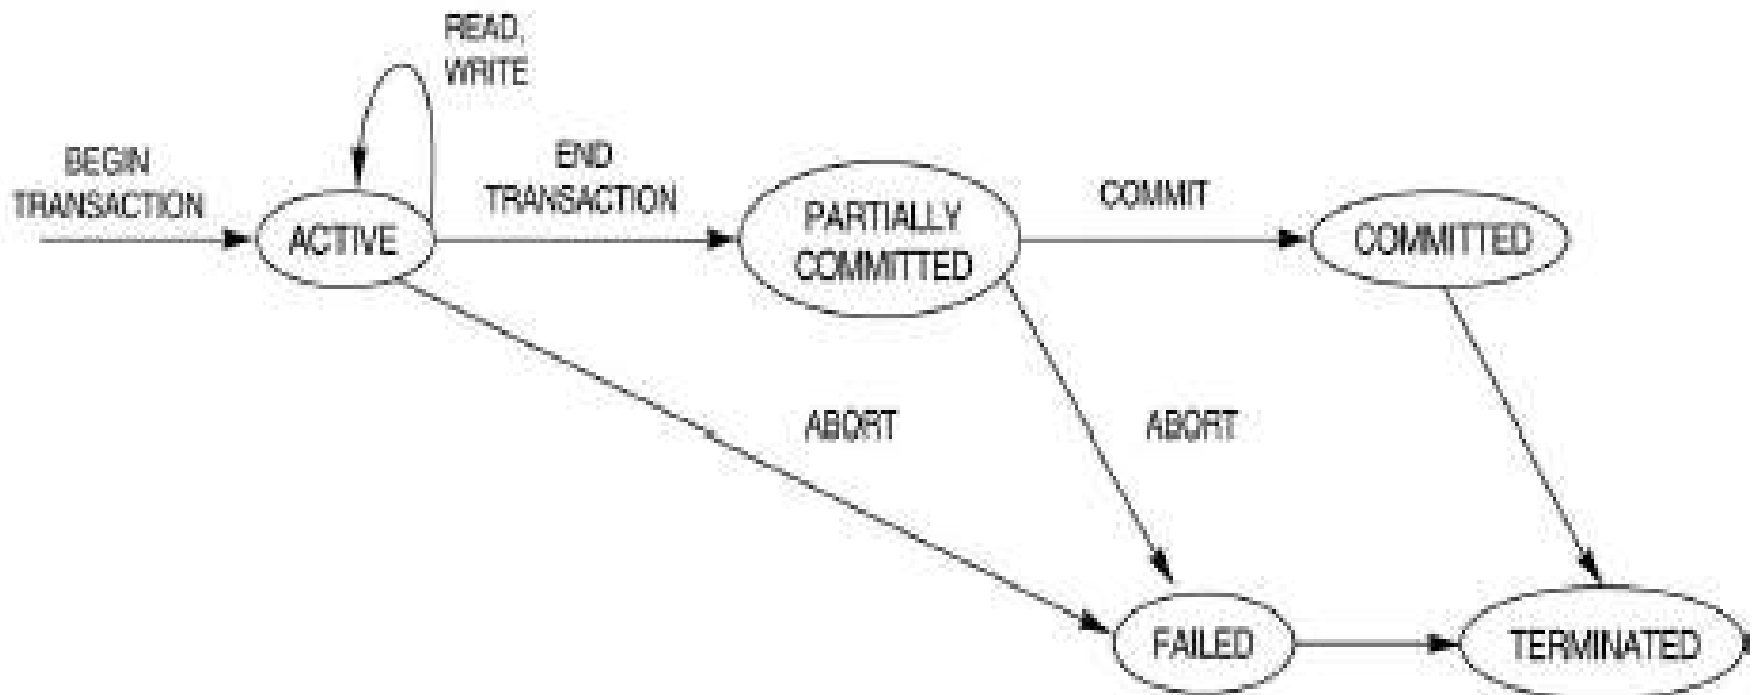 READ,
WRITE
BEGIN
TRANSACTION
END
TRANSACTION
COMMIT
ACTIVE
PARTIALLY
COMMITTED
COMMITTED
ABORT
ABORT
FAILED
TERMINATED